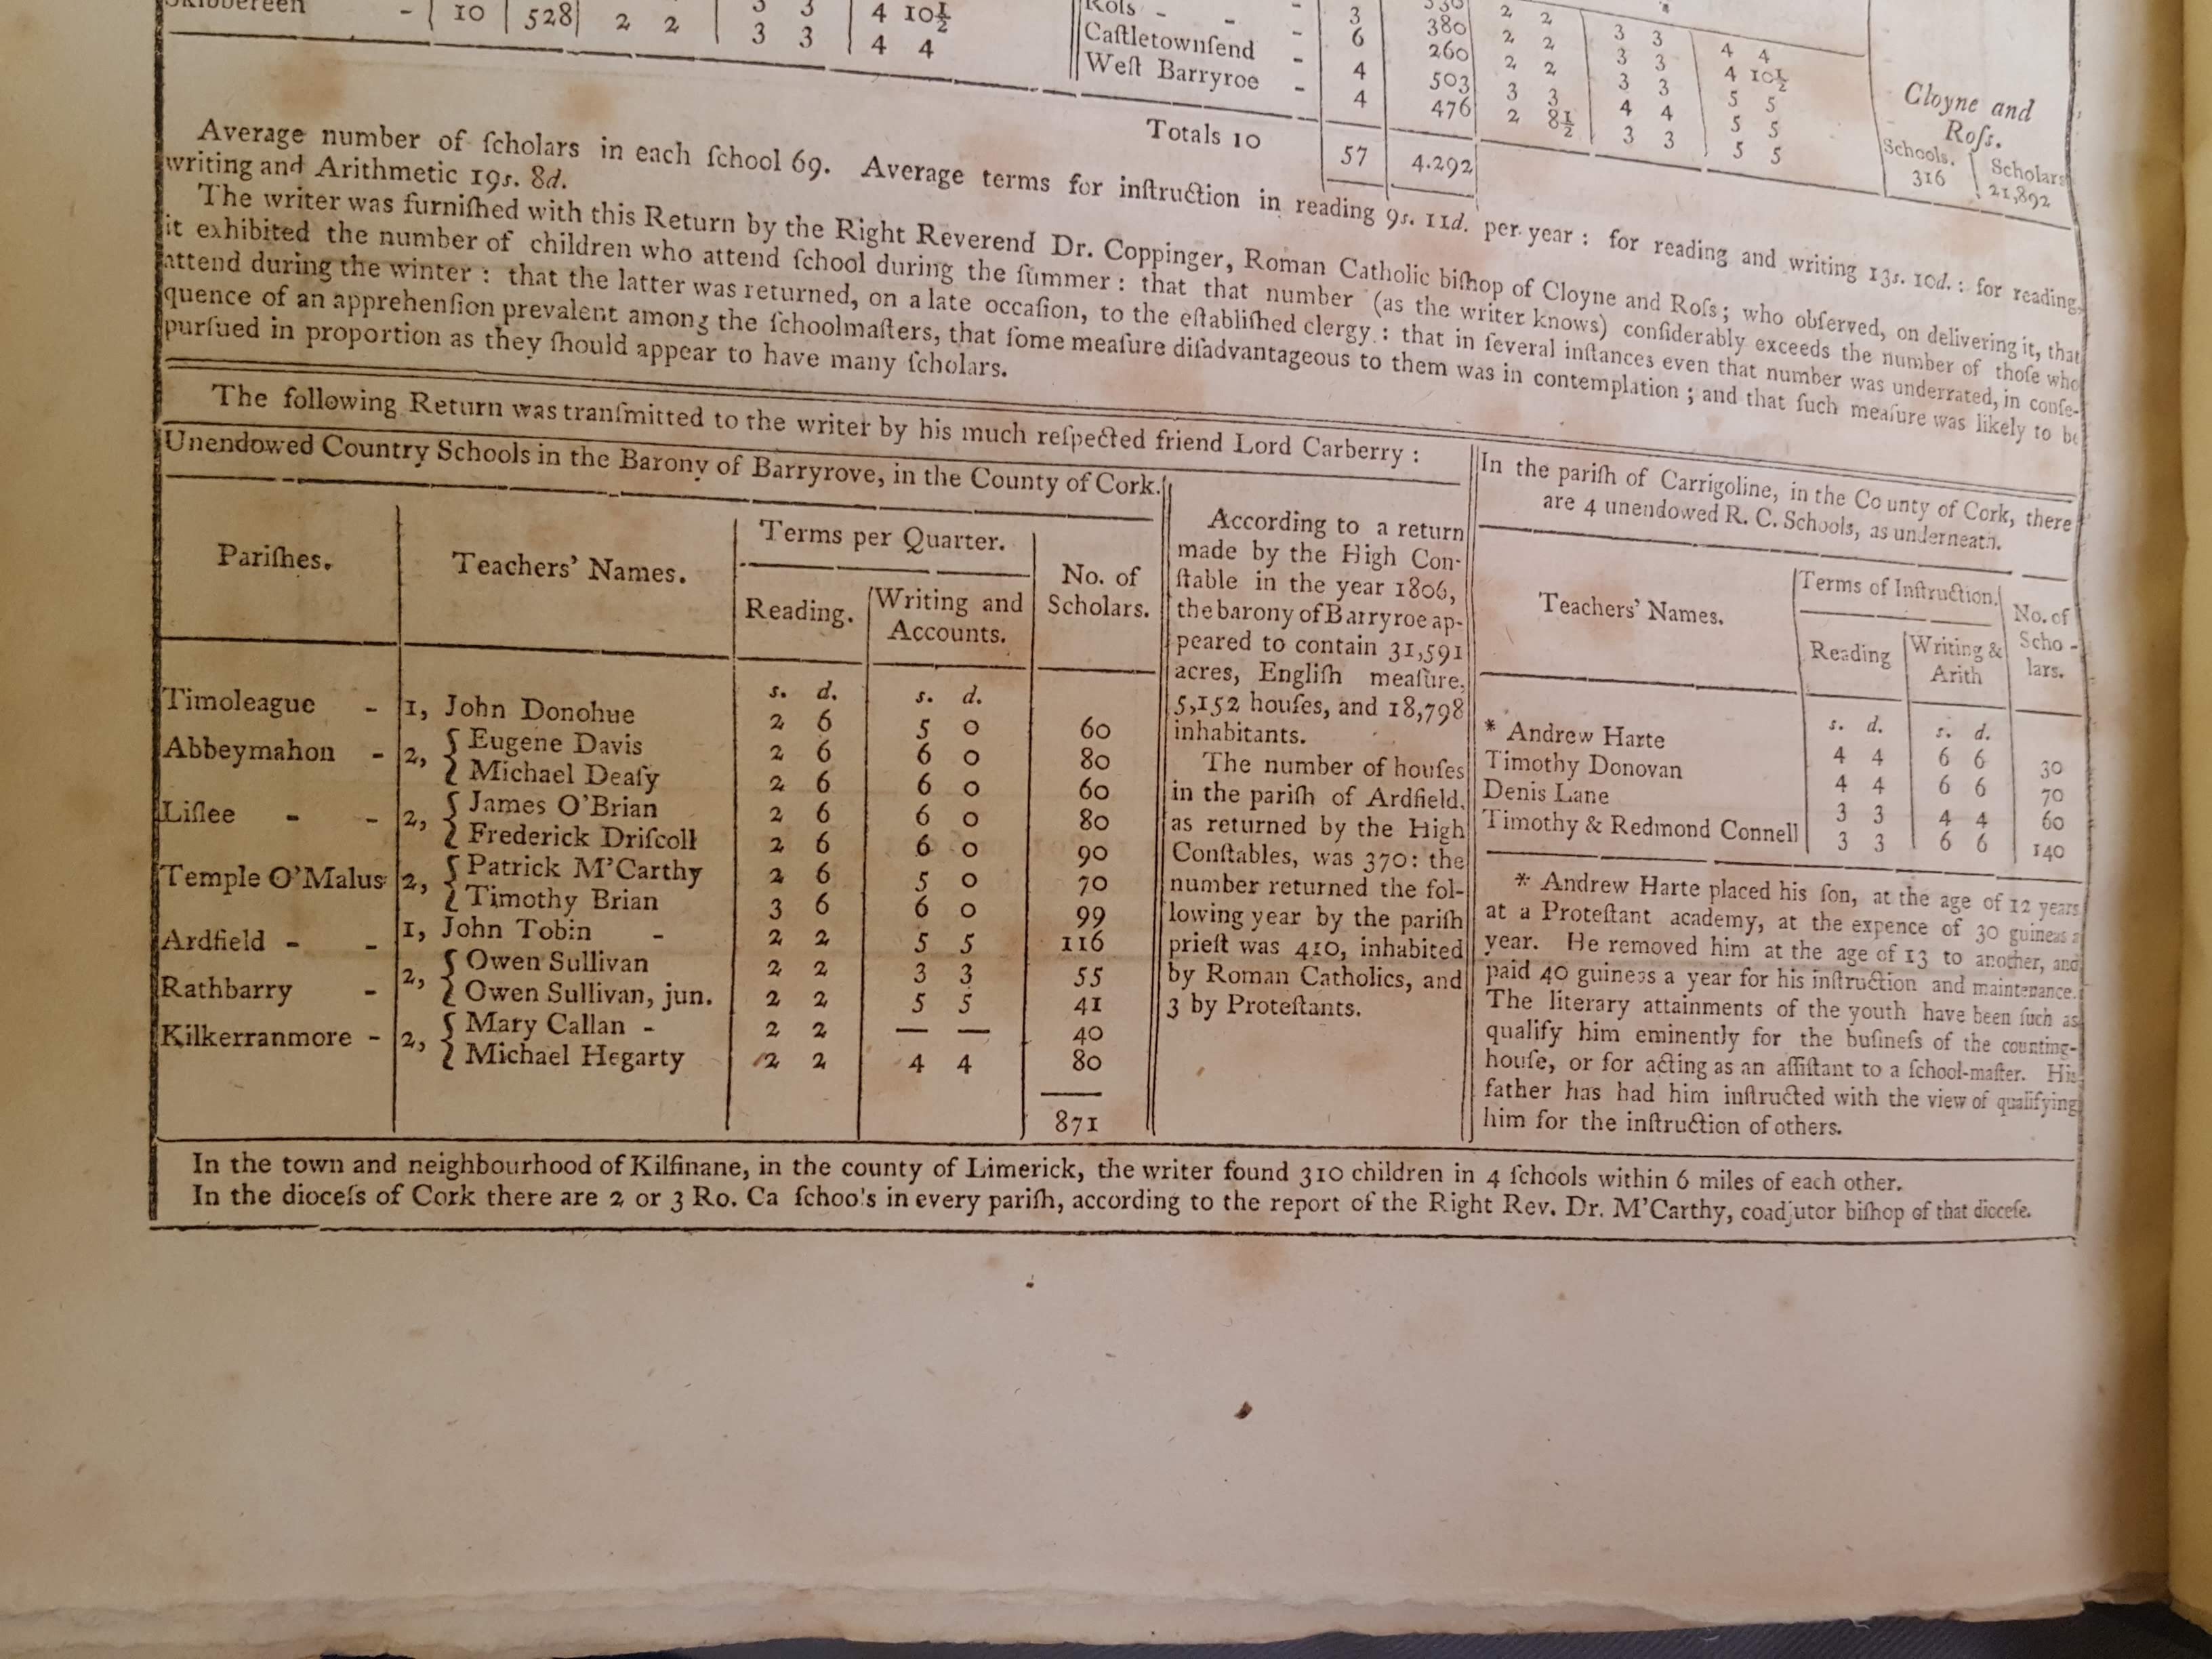 Skibbereen - 10 528 2 2 3 3 4 10½
3 3 4 4
Roſs - - - 3
Caſtletownſend - 6 380 2 2 3 3 4 4
Weſt Barryroe - 4 260 2 2 3 3 4 10½
4 503 3 3 3 3 5 5
476 2 8½ 4 4 5 5
3 3 5 5
Totals 10 57 4.292
Cloyne and
Roſs.
Schools. Scholars
316 21,892
Average number of ſcholars in each ſchool 69. Average terms for inſtruction in reading 9s. 11d. per year : for reading and writing 13s. 10d. : for reading,
writing and Arithmetic 19s. 8d.
The writer was furniſhed with this Return by the Right Reverend Dr. Coppinger, Roman Catholic biſhop of Cloyne and Roſs ; who obſerved, on delivering it, that
it exhibited the number of children who attend ſchool during the ſummer : that that number (as the writer knows) conſiderably exceeds the number of thoſe who
attend during the winter : that the latter was returned, on a late occaſion, to the eſtabliſhed clergy : that in ſeveral inſtances even that number was underrated, in conſe-
quence of an apprehenſion prevalent among the ſchoolmaſters, that ſome meaſure diſadvantageous to them was in contemplation ; and that ſuch meaſure was likely to be
purſued in proportion as they ſhould appear to have many ſcholars.
The following Return was tranſmitted to the writer by his much reſpected friend Lord Carberry :
Unendowed Country Schools in the Barony of Barryrove, in the County of Cork.
Pariſhes. Teachers' Names. Terms per Quarter. No. of
Scholars.
Reading. Writing and
Accounts.
s. d. s. d.
Timoleague - 1, John Donohue 2 6 5 0 60
Abbeymahon - 2, { Eugene Davis 2 6 6 0 80
Michael Deaſy 2 6 6 0 60
Liſlee - - 2, { James O'Brian 2 6 6 0 80
Frederick Driſcoll 2 6 6 0 90
Temple O'Malus 2, { Patrick M'Carthy 2 6 5 0 70
Timothy Brian 3 6 6 0 99
Ardfield - - 1, John Tobin - 2 2 5 5 116
Rathbarry - 2, { Owen Sullivan 2 2 3 3 55
Owen Sullivan, jun. 2 2 5 5 41
Kilkerranmore - 2, { Mary Callan - 2 2 — — 40
Michael Hegarty 2 2 4 4 80
871
According to a return
made by the High Con-
ſtable in the year 1806,
the barony of Barryroe ap-
peared to contain 31,591
acres, Engliſh meaſure,
5,152 houſes, and 18,798
inhabitants.
The number of houſes
in the pariſh of Ardfield,
as returned by the High
Conſtables, was 370: the
number returned the fol-
lowing year by the pariſh
prieſt was 410, inhabited
by Roman Catholics, and
3 by Proteſtants.
In the pariſh of Carrigoline, in the County of Cork, there
are 4 unendowed R. C. Schools, as underneath.
Teachers' Names. Terms of Inſtruction. No. of
Scho-
lars.
Reading Writing &
Arith
s. d. s. d.
* Andrew Harte 4 4 6 6 30
Timothy Donovan 4 4 6 6 70
Denis Lane 3 3 4 4 60
Timothy & Redmond Connell 3 3 6 6 140
* Andrew Harte placed his ſon, at the age of 12 years
at a Proteſtant academy, at the expence of 30 guineas a
year. He removed him at the age of 13 to another, and
paid 40 guineas a year for his inſtruction and maintenance.
The literary attainments of the youth have been ſuch as
qualify him eminently for the buſineſs of the counting-
houſe, or for acting as an aſſiſtant to a ſchool-maſter. His
father has had him inſtructed with the view of qualifying
him for the inſtruction of others.
In the town and neighbourhood of Kilfinane, in the county of Limerick, the writer found 310 children in 4 ſchools within 6 miles of each other.
In the dioceſs of Cork there are 2 or 3 Ro. Ca ſchoo's in every pariſh, according to the report of the Right Rev. Dr. M'Carthy, coadjutor biſhop of that dioceſe.